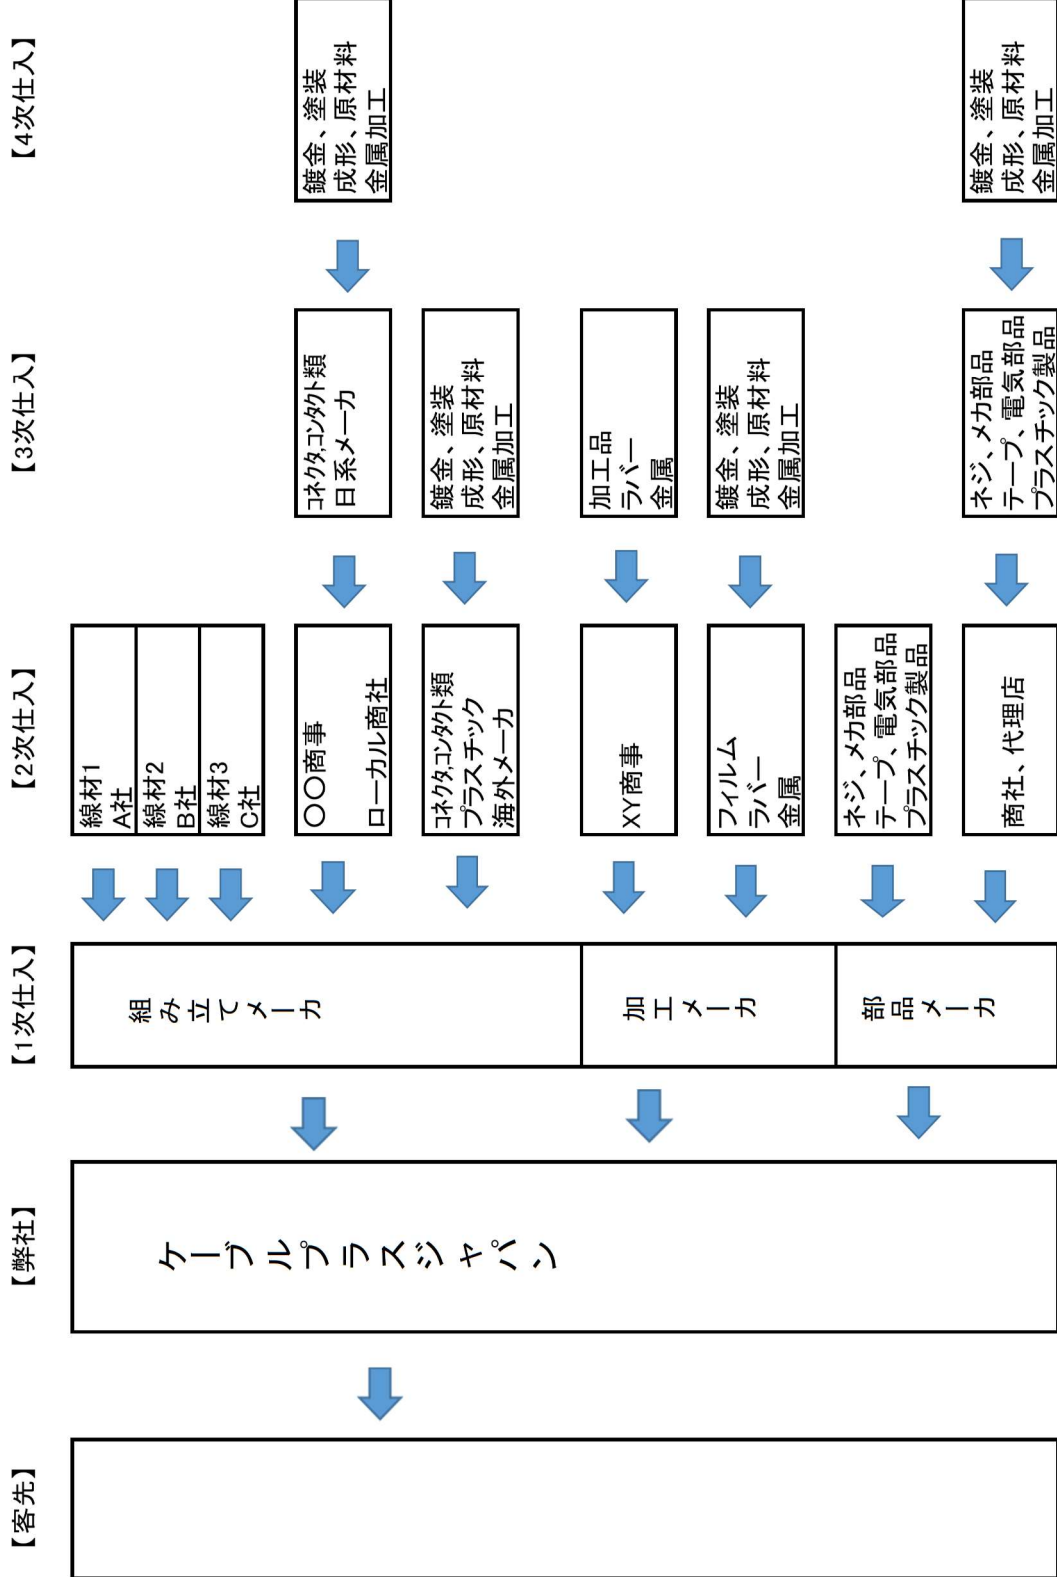 【客先】
【弊社】
【1次仕入】
【2次仕入】
【3次仕入】
【4次仕入】
ケーブルプラスジャパン
組み立てメーカ
加工メーカ
部品メーカ
線材1
A社
線材2
B社
線材3
C社
〇〇商事
ローカル商社
コネクタ,コンタクト類
プラスチック
海外メーカ
XY商事
フィルム
ラバー
金属
ネジ、メカ部品
テープ、電気部品
プラスチック製品
商社、代理店
コネクタ,コンタクト類
日系メーカ
鍍金、塗装
成形、原材料
金属加工
加工品
ラバー
金属
鍍金、塗装
成形、原材料
金属加工
ネジ、メカ部品
テープ、電気部品
プラスチック製品
鍍金、塗装
成形、原材料
金属加工
鍍金、塗装
成形、原材料
金属加工